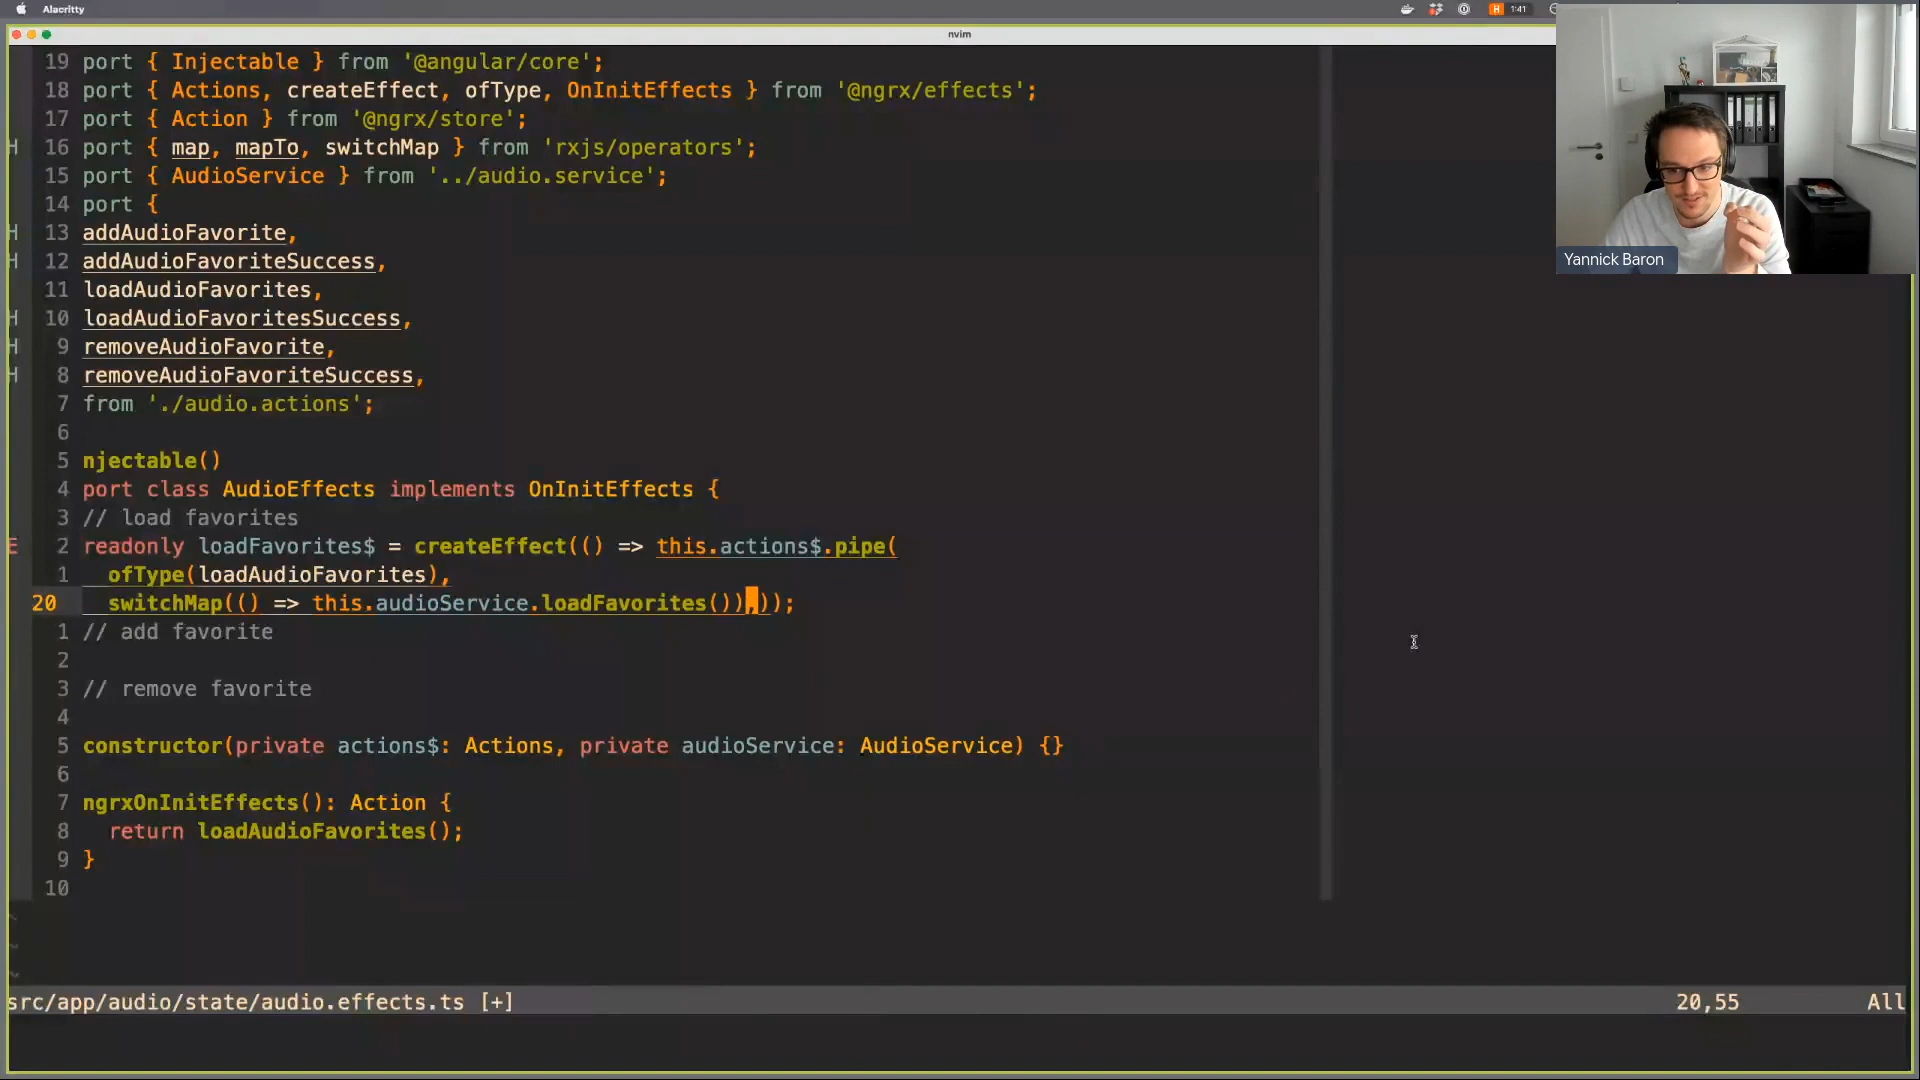 Alacritty
H
1:41
nvim
19 port { Injectable } from '@angular/core';
18 port { Actions, createEffect, ofType, OnInitEffects } from '@ngrx/effects';
17 port { Action } from '@ngrx/store';
H 16 port { map, mapTo, switchMap } from 'rxjs/operators';
15 port { AudioService } from '../audio.service';
14 port {
H 13 addAudioFavorite,
H 12 addAudioFavoriteSuccess,
11 loadAudioFavorites,
H 10 loadAudioFavoritesSuccess,
H 9 removeAudioFavorite,
H 8 removeAudioFavoriteSuccess,
7 from './audio.actions';
6
5 njectable()
4 port class AudioEffects implements OnInitEffects {
3 // load favorites
E 2 readonly loadFavorites$ = createEffect(() => this.actions$.pipe(
1 ofType(loadAudioFavorites),
20 switchMap(() => this.audioService.loadFavorites()),));
1 // add favorite
2
3 // remove favorite
4
5 constructor(private actions$: Actions, private audioService: AudioService) {}
6
7 ngrxOnInitEffects(): Action {
8 return loadAudioFavorites();
9 }
10
~
~
~
src/app/audio/state/audio.effects.ts [+] 20,55 All
Yannick Baron